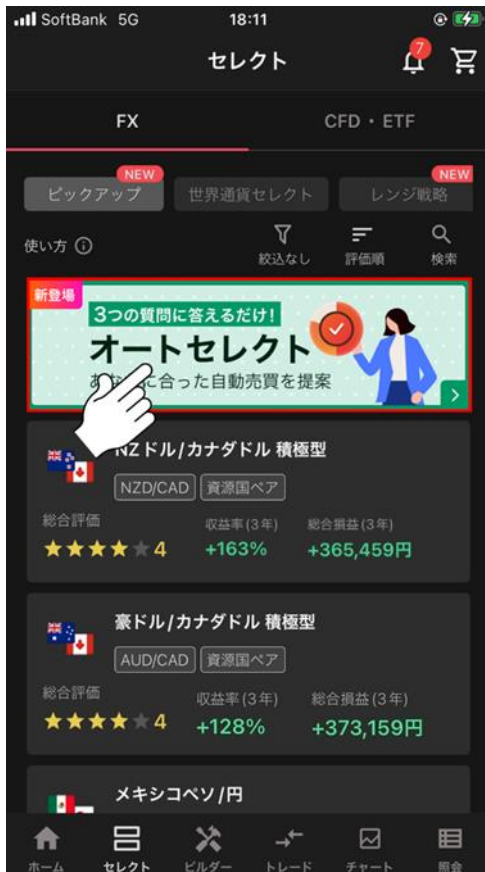 SoftBank 5G 18:11
セレクト
7
FX CFD・ETF
NEW NEW
ピックアップ 世界通貨セレクト レンジ戦略
使い方 絞込なし 評価順 検索
新登場
3つの質問に答えるだけ!
オートセレクト
あなたに合った自動売買を提案
NZドル/カナダドル 積極型
NZD/CAD 資源国ペア
総合評価 収益率(3年) 総合損益(3年)
4 +163% +365,459円
豪ドル/カナダドル 積極型
AUD/CAD 資源国ペア
総合評価 収益率(3年) 総合損益(3年)
4 +128% +373,159円
メキシコペソ/円
ホーム セレクト ビルダー トレード チャート 照会